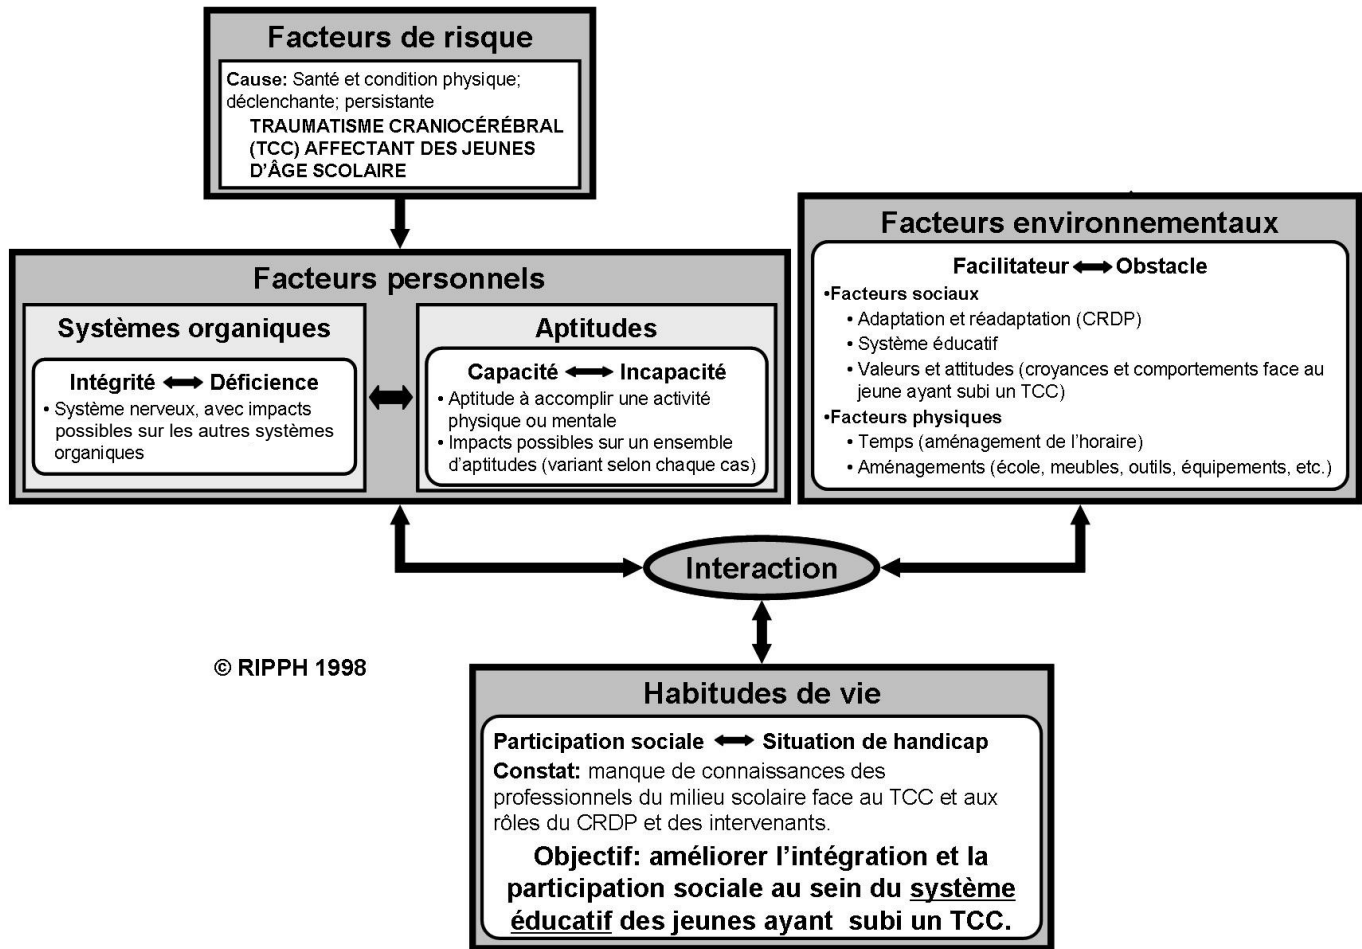 Facteurs de risque
Cause: Santé et condition physique;
déclenchante; persistante
TRAUMATISME CRANIOCÉRÉBRAL
(TCC) AFFECTANT DES JEUNES
D'ÂGE SCOLAIRE
Facteurs personnels
Systèmes organiques
Intégrité Déficience
• Système nerveux, avec impacts
possibles sur les autres systèmes
organiques
Aptitudes
Capacité Incapacité
• Aptitude à accomplir une activité
physique ou mentale
• Impacts possibles sur un ensemble
d'aptitudes (variant selon chaque cas)
Facteurs environnementaux
Facilitateur Obstacle
•Facteurs sociaux
• Adaptation et réadaptation (CRDP)
• Système éducatif
• Valeurs et attitudes (croyances et comportements face au
jeune ayant subi un TCC)
•Facteurs physiques
• Temps (aménagement de l'horaire)
• Aménagements (école, meubles, outils, équipements, etc.)
Interaction
© RIPPH 1998
Habitudes de vie
Participation sociale Situation de handicap
Constat: manque de connaissances des
professionnels du milieu scolaire face au TCC et aux
rôles du CRDP et des intervenants.
Objectif: améliorer l'intégration et la
participation sociale au sein du système
éducatif des jeunes ayant subi un TCC.